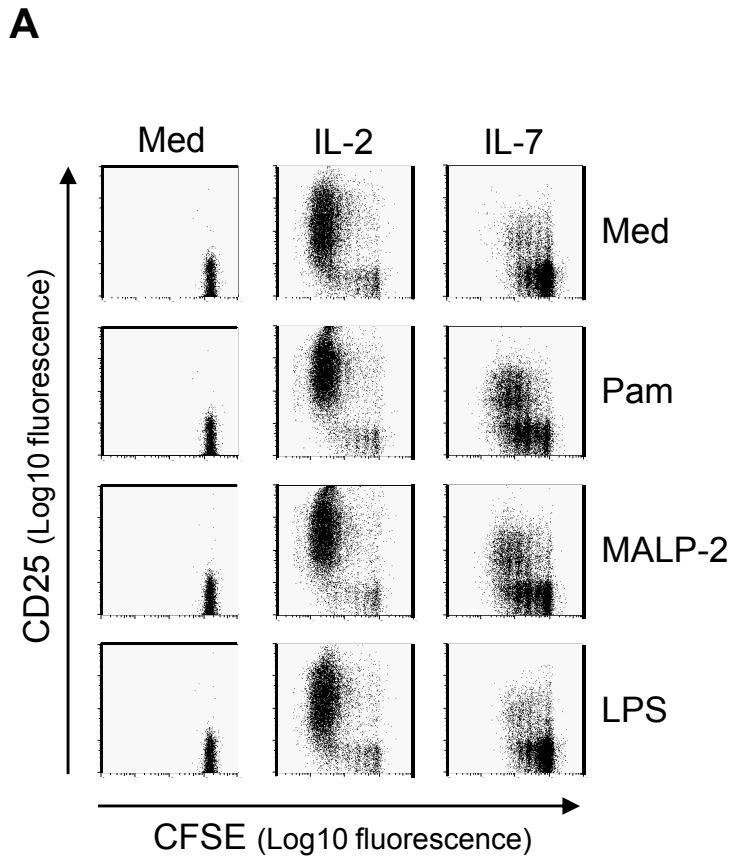 A
Med IL-2 IL-7
Med
Pam
MALP-2
LPS
CD25 (Log10 fluorescence)
CFSE (Log10 fluorescence)